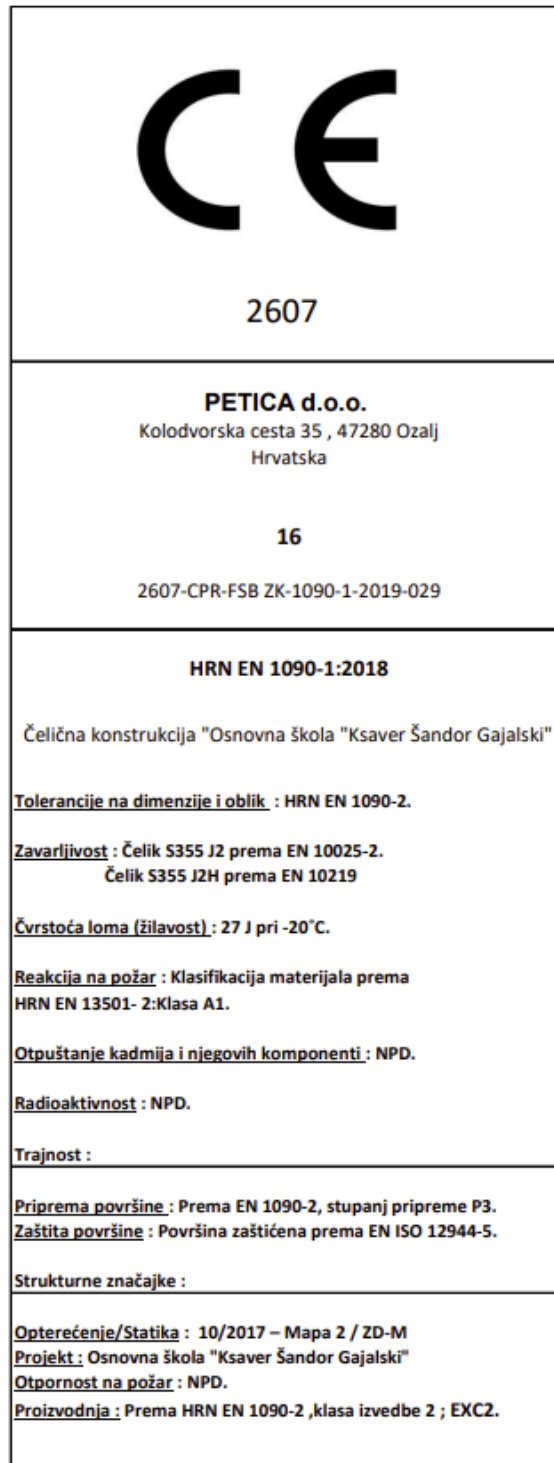 CE
2607
PETICA d.o.o.
Kolodvorska cesta 35 , 47280 Ozalj
Hrvatska
16
2607-CPR-FSB ZK-1090-1-2019-029
HRN EN 1090-1:2018
Čelična konstrukcija "Osnovna škola "Ksaver Šandor Gajalski"
Tolerancije na dimenzije i oblik : HRN EN 1090-2.
Zavarljivost : Čelik S355 J2 prema EN 10025-2.
Čelik S355 J2H prema EN 10219
Čvrstoća loma (žilavost) : 27 J pri -20˚C.
Reakcija na požar : Klasifikacija materijala prema
HRN EN 13501- 2:Klasa A1.
Otpuštanje kadmija i njegovih komponenti : NPD.
Radioaktivnost : NPD.
Trajnost :
Priprema površine : Prema EN 1090-2, stupanj pripreme P3.
Zaštita površine : Površina zaštićena prema EN ISO 12944-5.
Strukturne značajke :
Opterećenje/Statika : 10/2017 – Mapa 2 / ZD-M
Projekt : Osnovna škola "Ksaver Šandor Gajalski"
Otpornost na požar : NPD.
Proizvodnja : Prema HRN EN 1090-2 ,klasa izvedbe 2 ; EXC2.